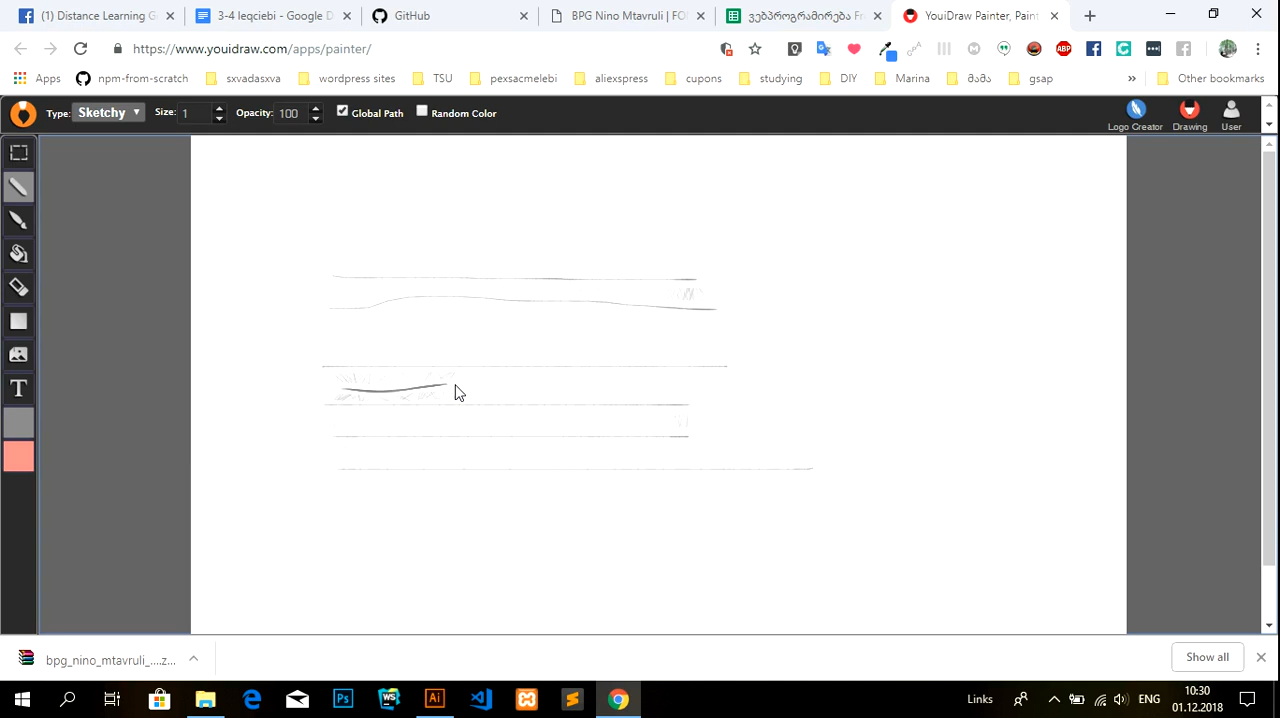 (1) Distance Learning G
3-4 leqciebi - Google D
GitHub
BPG Nino Mtavruli | FO
ვებპროგრამირება Fr
YouiDraw Painter, Paint
https://www.youidraw.com/apps/painter/
Apps
npm-from-scratch
sxvadasxva
wordpress sites
TSU
pexsacmelebi
aliexspress
cupons
studying
DIY
Marina
მამა
gsap
»
Other bookmarks
Type: Sketchy Size: 1 Opacity: 100 Global Path Random Color
Logo Creator Drawing User
T
bpg_nino_mtavruli_....z...
Show all
Links
ENG
10:30
01.12.2018